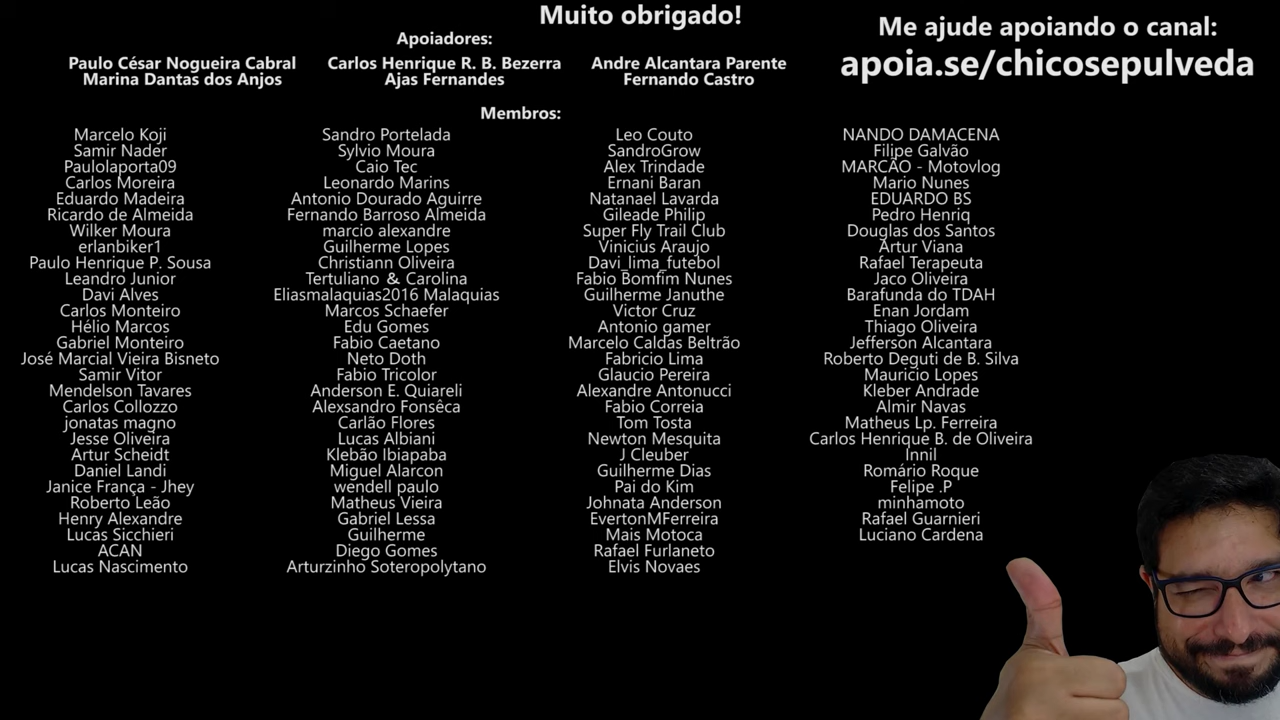 Muito obrigado!
Apoiadores:
Paulo César Nogueira Cabral
Marina Dantas dos Anjos
Carlos Henrique R. B. Bezerra
Ajas Fernandes
Andre Alcantara Parente
Fernando Castro
Me ajude apoiando o canal:
apoia.se/chicosepulveda
Membros:
Marcelo Koji
Samir Nader
Paulolaporta09
Carlos Moreira
Eduardo Madeira
Ricardo de Almeida
Wilker Moura
erlanbiker1
Paulo Henrique P. Sousa
Leandro Junior
Davi Alves
Carlos Monteiro
Hélio Marcos
Gabriel Monteiro
José Marcial Vieira Bisneto
Samir Vitor
Mendelson Tavares
Carlos Collozzo
jonatas magno
Jesse Oliveira
Artur Scheidt
Daniel Landi
Janice França - Jhey
Roberto Leão
Henry Alexandre
Lucas Sicchieri
ACAN
Lucas Nascimento
Sandro Portelada
Sylvio Moura
Caio Tec
Leonardo Marins
Antonio Dourado Aguirre
Fernando Barroso Almeida
marcio alexandre
Guilherme Lopes
Christiann Oliveira
Tertuliano & Carolina
Eliasmalaquias2016 Malaquias
Marcos Schaefer
Edu Gomes
Fabio Caetano
Neto Doth
Fabio Tricolor
Anderson E. Quiareli
Alexsandro Fonsêca
Carlão Flores
Lucas Albiani
Klebão Ibiapaba
Miguel Alarcon
wendell paulo
Matheus Vieira
Gabriel Lessa
Guilherme
Diego Gomes
Arturzinho Soteropolytano
Leo Couto
SandroGrow
Alex Trindade
Ernani Baran
Natanael Lavarda
Gileade Philip
Super Fly Trail Club
Vinicius Araujo
Davi_lima_futebol
Fabio Bomfim Nunes
Guilherme Januthe
Victor Cruz
Antonio gamer
Marcelo Caldas Beltrão
Fabricio Lima
Glaucio Pereira
Alexandre Antonucci
Fabio Correia
Tom Tosta
Newton Mesquita
J Cleuber
Guilherme Dias
Pai do Kim
Johnata Anderson
EvertonMFerreira
Mais Motoca
Rafael Furlaneto
Elvis Novaes
NANDO DAMACENA
Filipe Galvão
MARCÃO - Motovlog
Mario Nunes
EDUARDO BS
Pedro Henriq
Douglas dos Santos
Artur Viana
Rafael Terapeuta
Jaco Oliveira
Barafunda do TDAH
Enan Jordam
Thiago Oliveira
Jefferson Alcantara
Roberto Deguti de B. Silva
Mauricio Lopes
Kleber Andrade
Almir Navas
Matheus Lp. Ferreira
Carlos Henrique B. de Oliveira
Innil
Romário Roque
Felipe .P
minhamoto
Rafael Guarnieri
Luciano Cardena